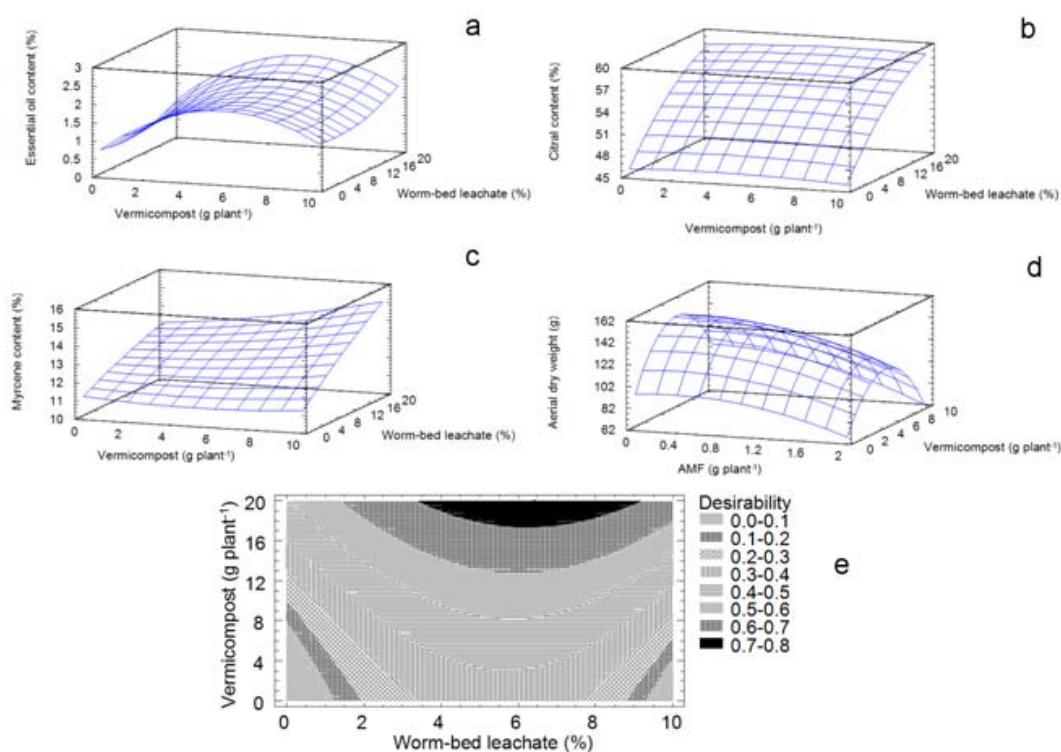 a
Essential oil content (%)
3
2.5
2
1.5
1
0.5
0
0 2 4 6 8 10
Vermicompost (g plant⁻¹)
0 4 8 12 16 20
Worm-bed leachate (%)
b
Citral content (%)
60
57
54
51
48
45
0 2 4 6 8 10
Vermicompost (g plant⁻¹)
0 4 8 12 16 20
Worm-bed leachate (%)
c
Myrcene content (%)
16
15
14
13
12
11
10
0 2 4 6 8 10
Vermicompost (g plant⁻¹)
0 4 8 12 16 20
Worm-bed leachate (%)
d
Aerial dry weight (g)
162
142
122
102
82
62
0 0.4 0.8 1.2 1.6 2
AMF (g plant⁻¹)
0 2 4 6 8 10
Vermicompost (g plant⁻¹)
e
Vermicompost (g plant⁻¹)
20
16
12
8
4
0
0 2 4 6 8 10
Worm-bed leachate (%)
Desirability
0.0-0.1
0.1-0.2
0.2-0.3
0.3-0.4
0.4-0.5
0.5-0.6
0.6-0.7
0.7-0.8